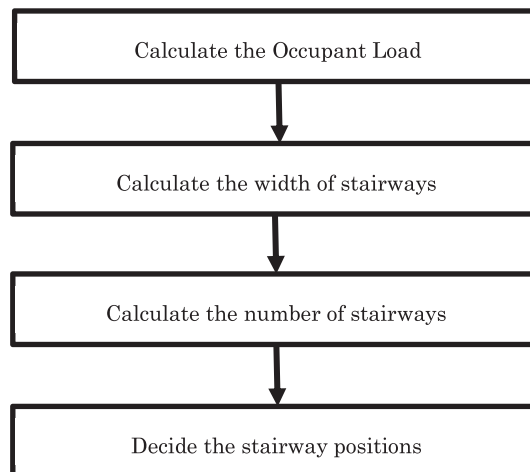 Calculate the Occupant Load
Calculate the width of stairways
Calculate the number of stairways
Decide the stairway positions